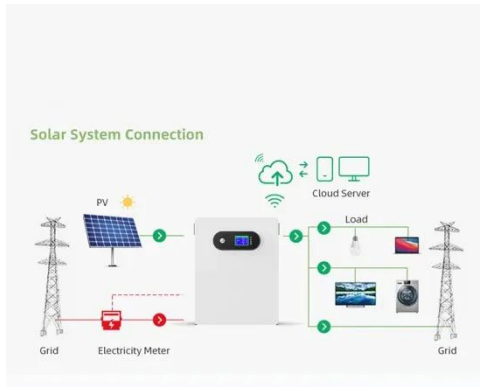 Solar System Connection
Cloud Server
PV
Load
Grid
Electricity Meter
Grid